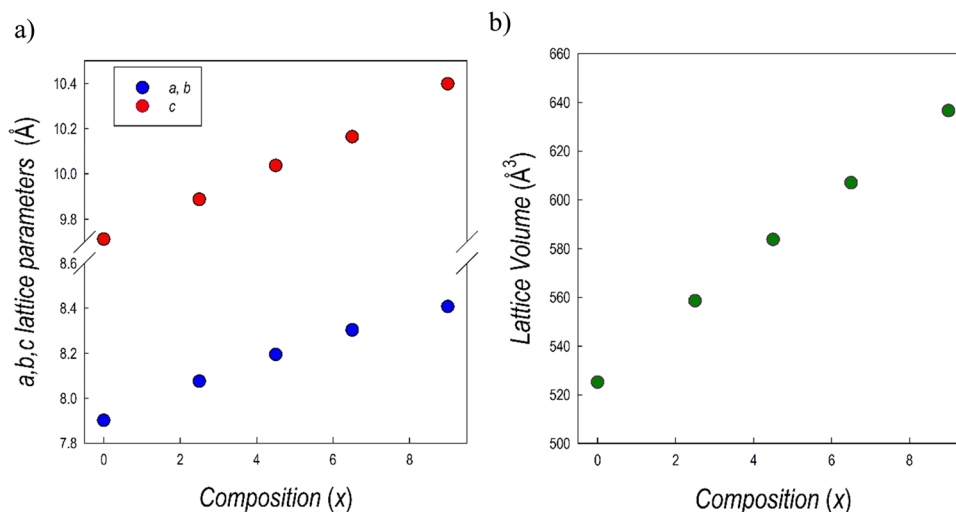 a)
a, b
c
10.4
10.2
10.0
9.8
8.6
8.4
8.2
8.0
7.8
0 2 4 6 8
a,b,c lattice parameters (Å)
Composition (x)
b)
660
640
620
600
580
560
540
520
500
0 2 4 6 8
Lattice Volume (Å³)
Composition (x)